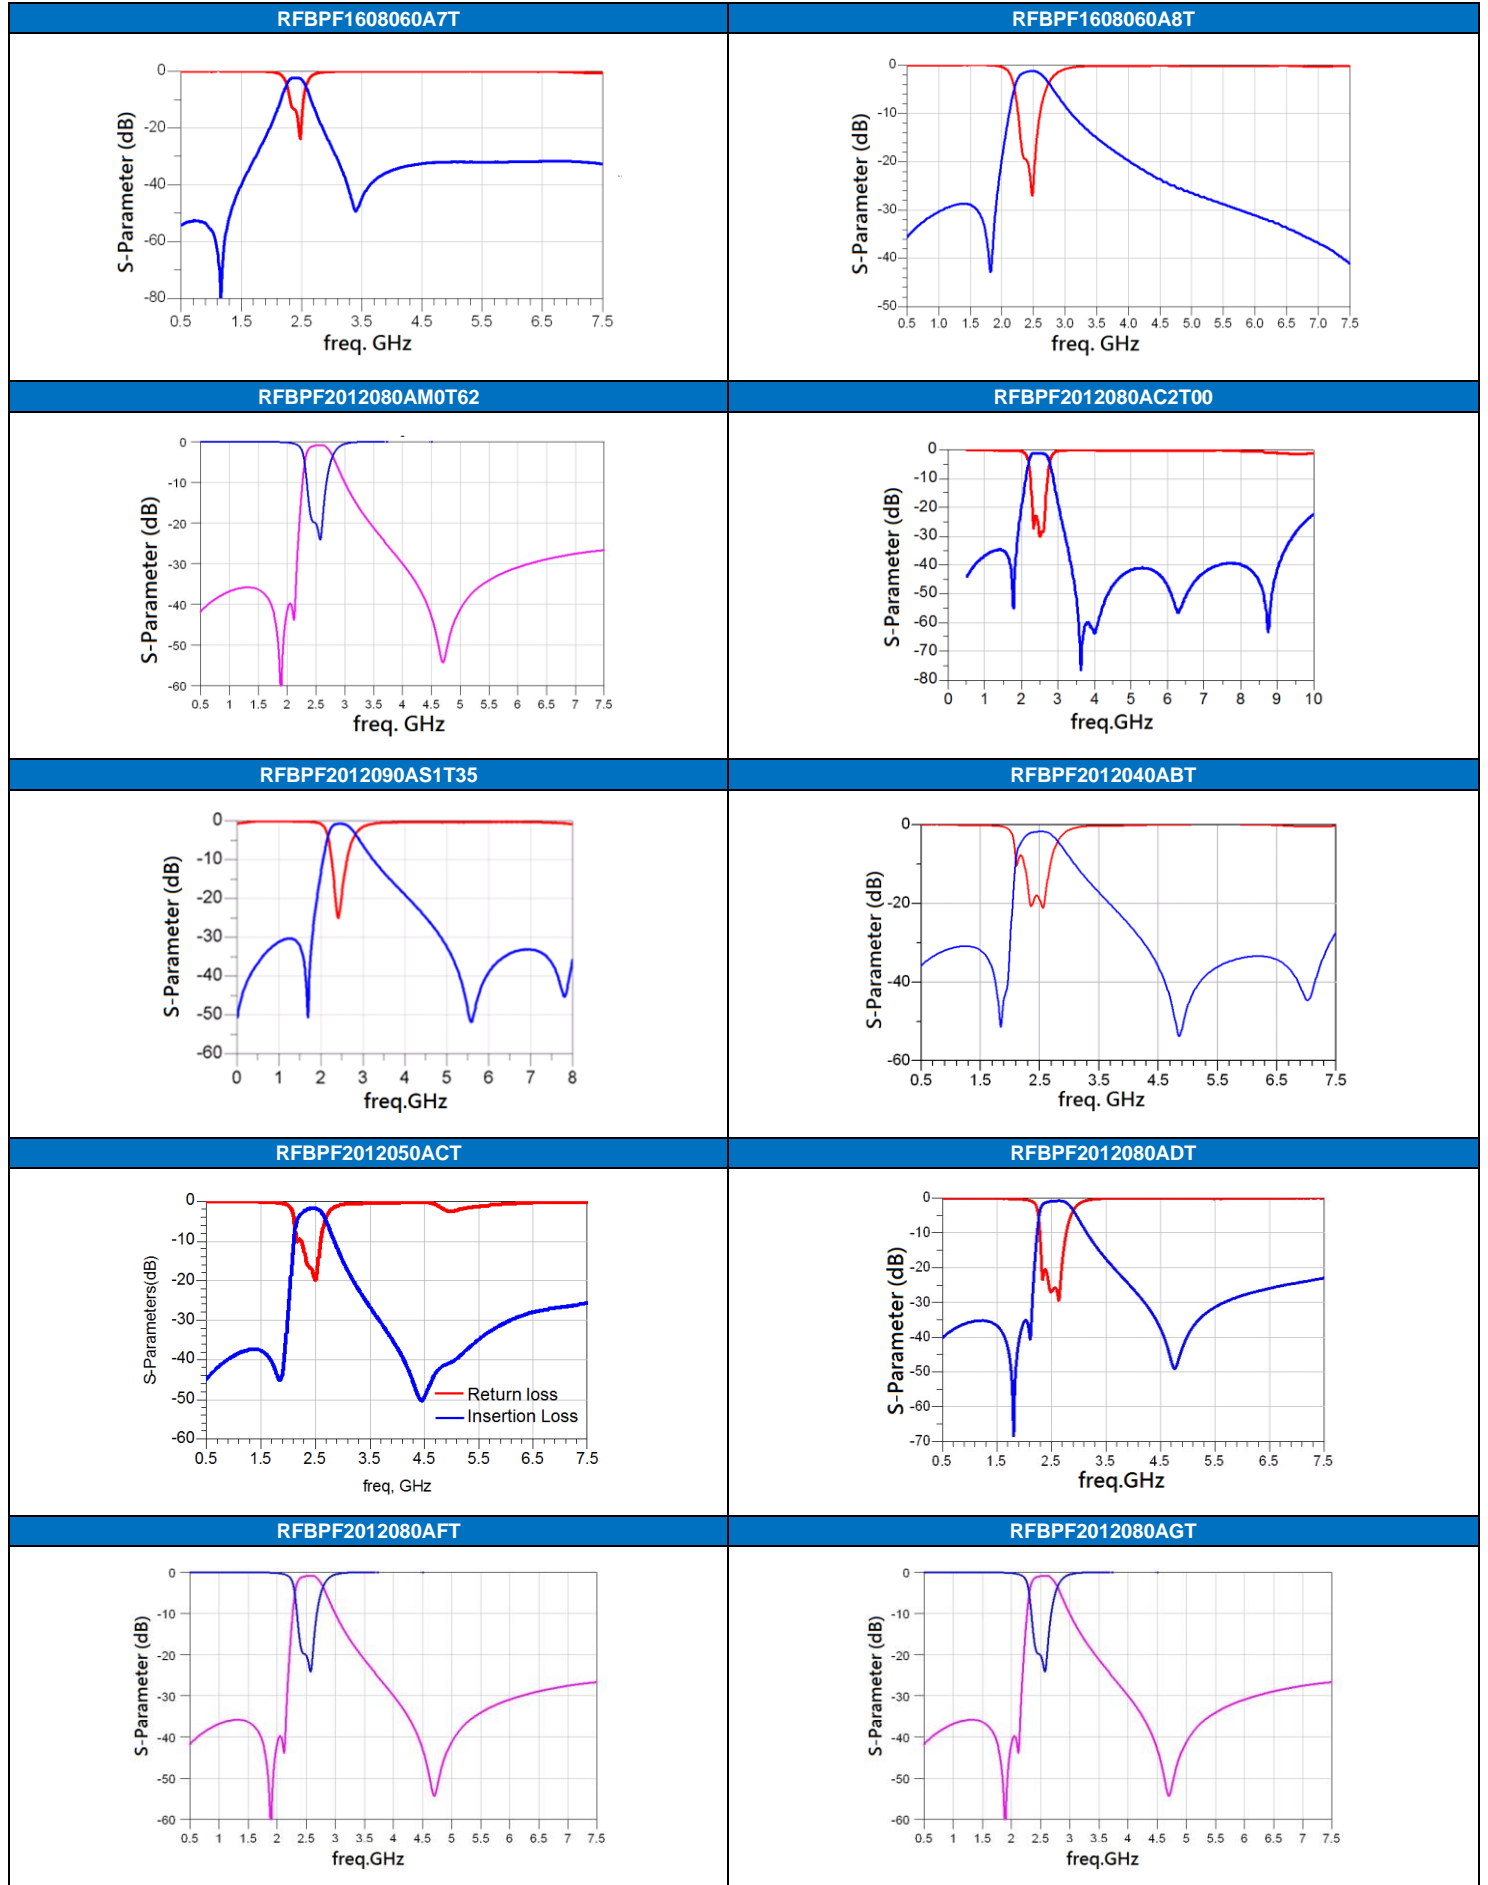 RFBPF1608060A7T
RFBPF1608060A8T
S-Parameter (dB)
0
-20
-40
-60
-80
0.5 1.5 2.5 3.5 4.5 5.5 6.5 7.5
freq. GHz
S-Parameter (dB)
0
-10
-20
-30
-40
-50
0.5 1.0 1.5 2.0 2.5 3.0 3.5 4.0 4.5 5.0 5.5 6.0 6.5 7.0 7.5
freq. GHz
RFBPF2012080AM0T62
RFBPF2012080AC2T00
S-Parameter (dB)
0
-10
-20
-30
-40
-50
-60
0.5 1 1.5 2 2.5 3 3.5 4 4.5 5 5.5 6 6.5 7 7.5
freq. GHz
S-Parameter (dB)
0
-10
-20
-30
-40
-50
-60
-70
-80
0 1 2 3 4 5 6 7 8 9 10
freq.GHz
RFBPF2012090AS1T35
RFBPF2012040ABT
S-Parameter (dB)
0
-10
-20
-30
-40
-50
-60
0 1 2 3 4 5 6 7 8
freq.GHz
S-Parameter (dB)
0
-20
-40
-60
0.5 1.5 2.5 3.5 4.5 5.5 6.5 7.5
freq. GHz
RFBPF2012050ACT
RFBPF2012080ADT
S-Parameters(dB)
0
-10
-20
-30
-40
-50
-60
Return loss
Insertion Loss
0.5 1.5 2.5 3.5 4.5 5.5 6.5 7.5
freq, GHz
S-Parameter (dB)
0
-10
-20
-30
-40
-50
-60
-70
0.5 1.5 2.5 3.5 4.5 5.5 6.5 7.5
freq.GHz
RFBPF2012080AFT
RFBPF2012080AGT
S-Parameter (dB)
0
-10
-20
-30
-40
-50
-60
0.5 1 1.5 2 2.5 3 3.5 4 4.5 5 5.5 6 6.5 7 7.5
freq.GHz
S-Parameter (dB)
0
-10
-20
-30
-40
-50
-60
0.5 1 1.5 2 2.5 3 3.5 4 4.5 5 5.5 6 6.5 7 7.5
freq.GHz